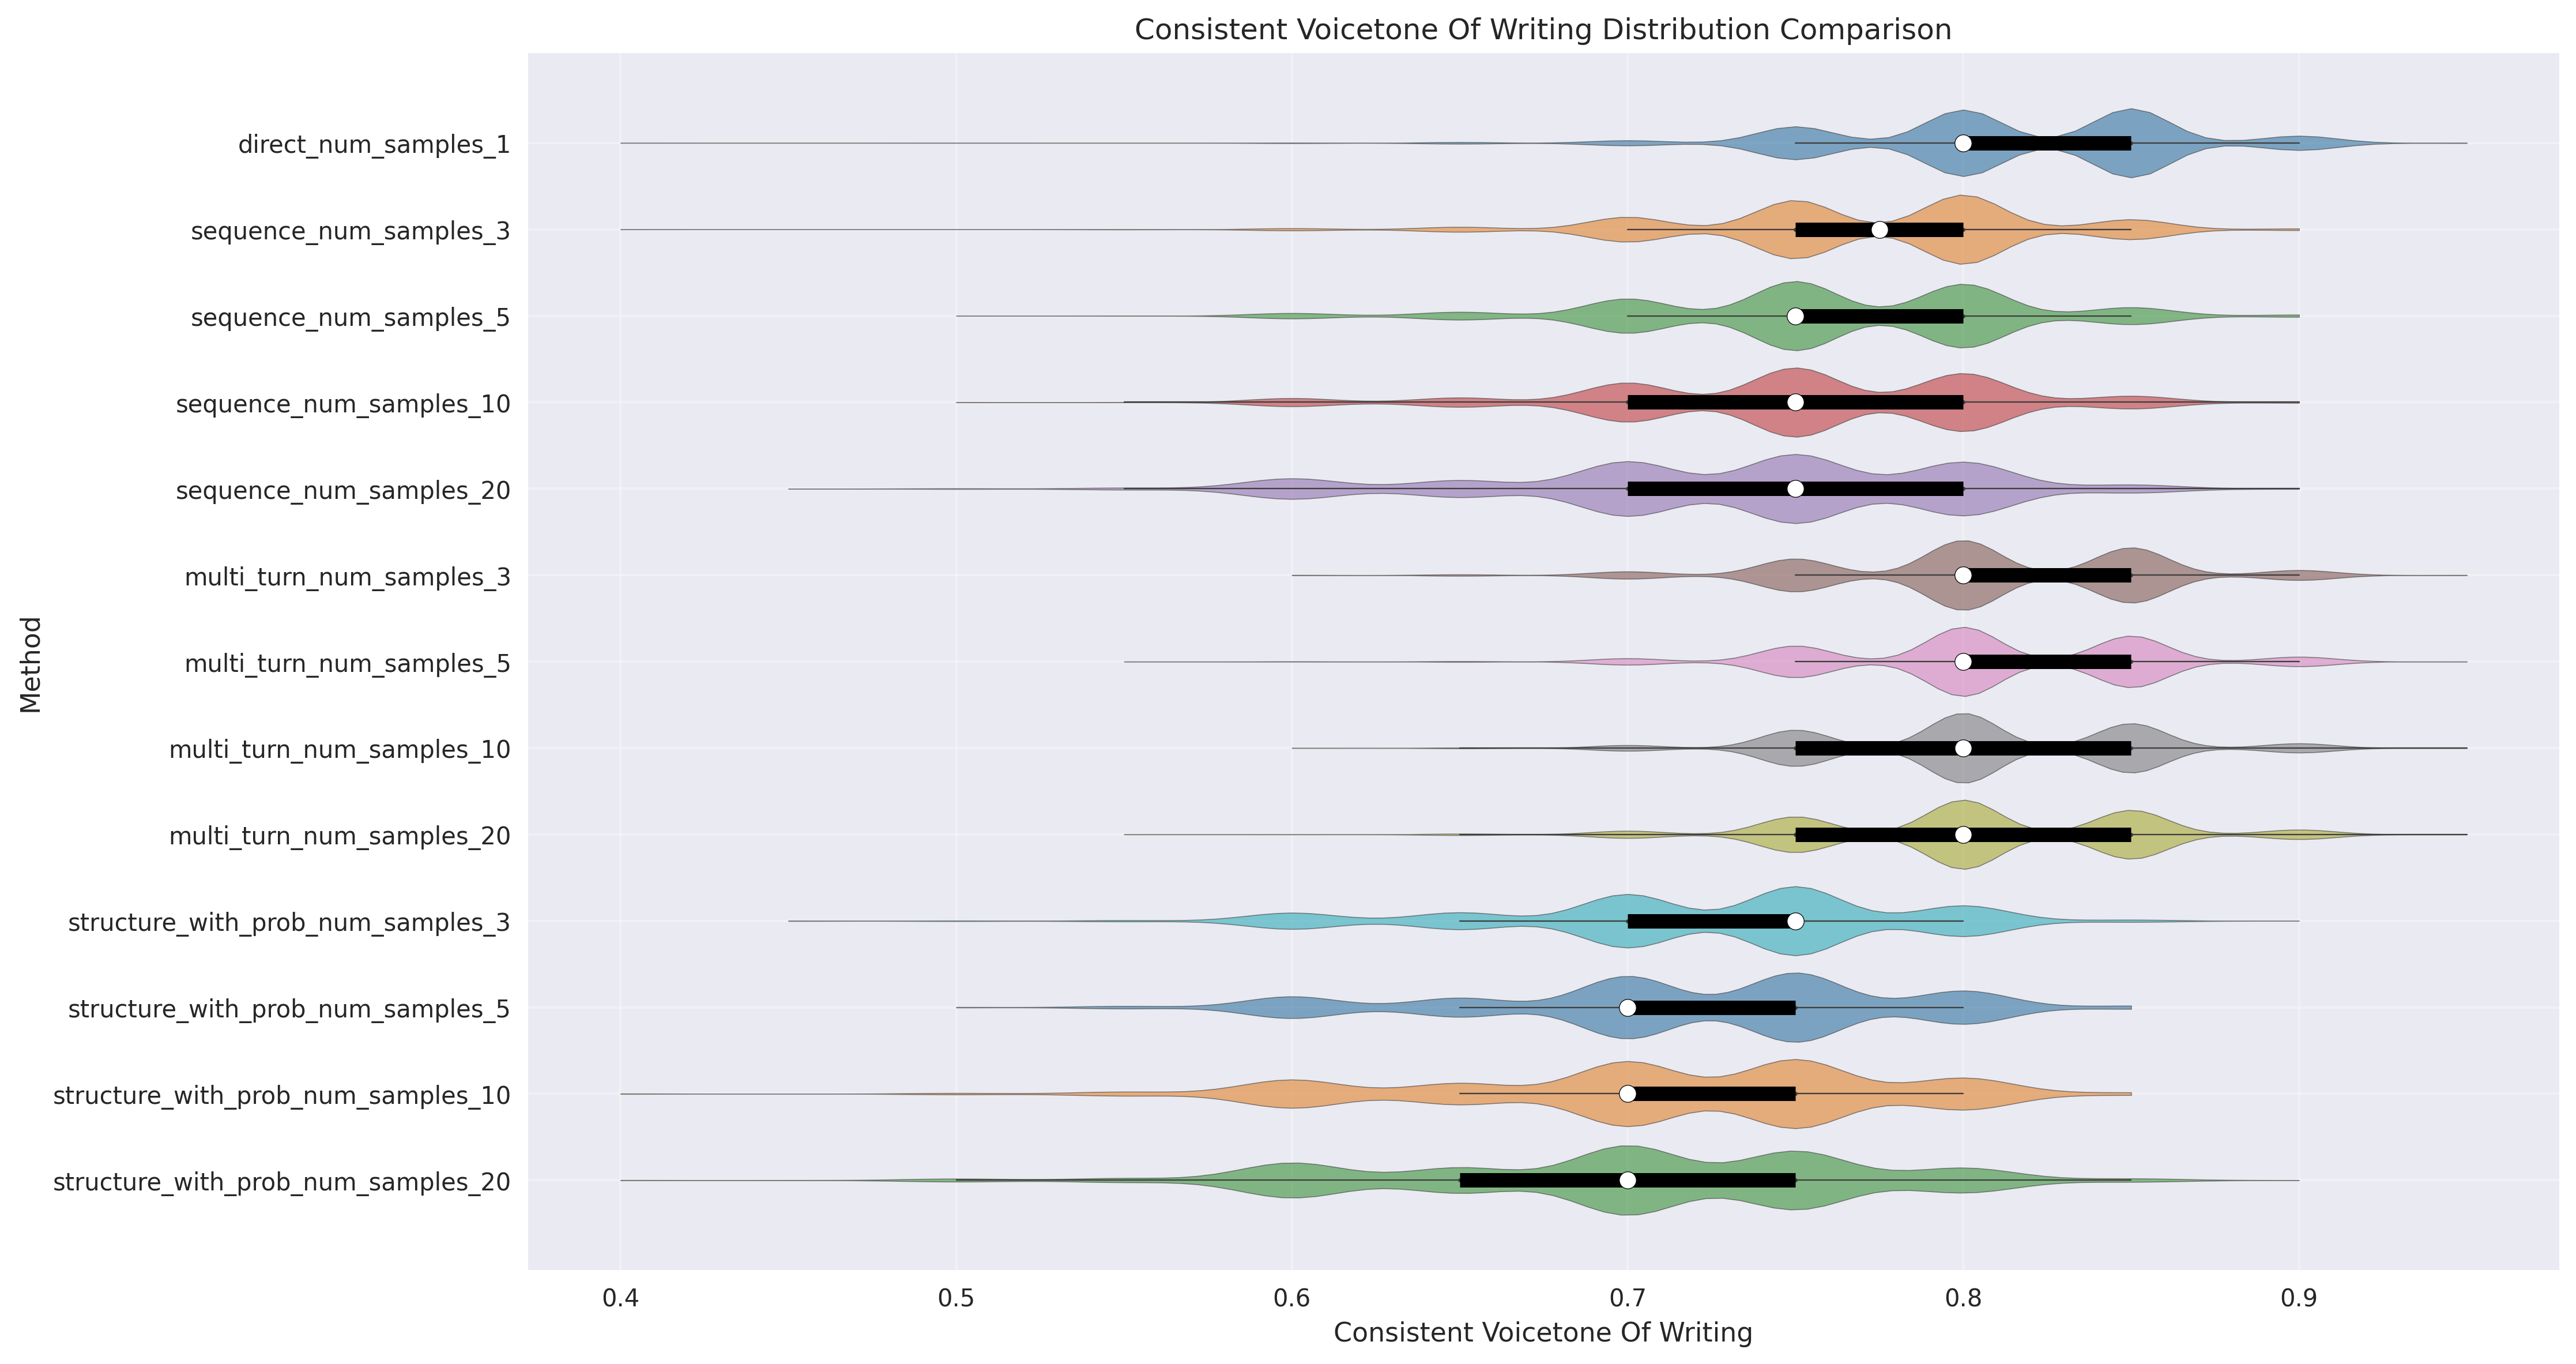 Consistent Voicetone Of Writing Distribution Comparison
direct_num_samples_1
sequence_num_samples_3
sequence_num_samples_5
sequence_num_samples_10
sequence_num_samples_20
multi_turn_num_samples_3
multi_turn_num_samples_5
multi_turn_num_samples_10
multi_turn_num_samples_20
structure_with_prob_num_samples_3
structure_with_prob_num_samples_5
structure_with_prob_num_samples_10
structure_with_prob_num_samples_20
Method
0.4 0.5 0.6 0.7 0.8 0.9
Consistent Voicetone Of Writing